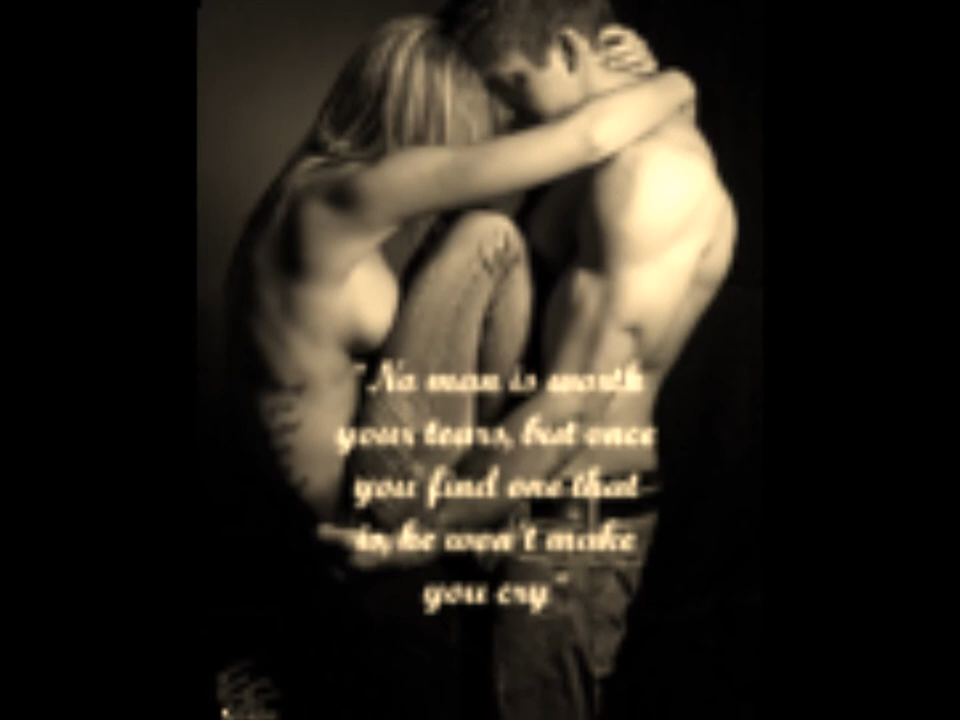 "No man is worth
your tears, but once
you find one that
is, he won't make
you cry"